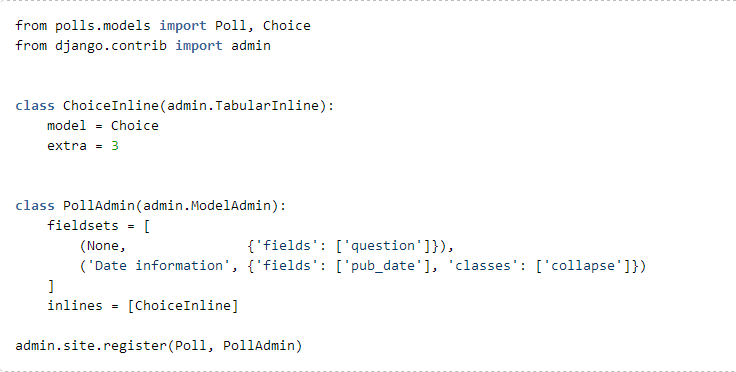 from polls.models import Poll, Choice
from django.contrib import admin
class ChoiceInline(admin.TabularInline):
    model = Choice
    extra = 3
class PollAdmin(admin.ModelAdmin):
    fieldsets = [
        (None,               {'fields': ['question']}),
        ('Date information', {'fields': ['pub_date'], 'classes': ['collapse']})
    ]
    inlines = [ChoiceInline]
admin.site.register(Poll, PollAdmin)